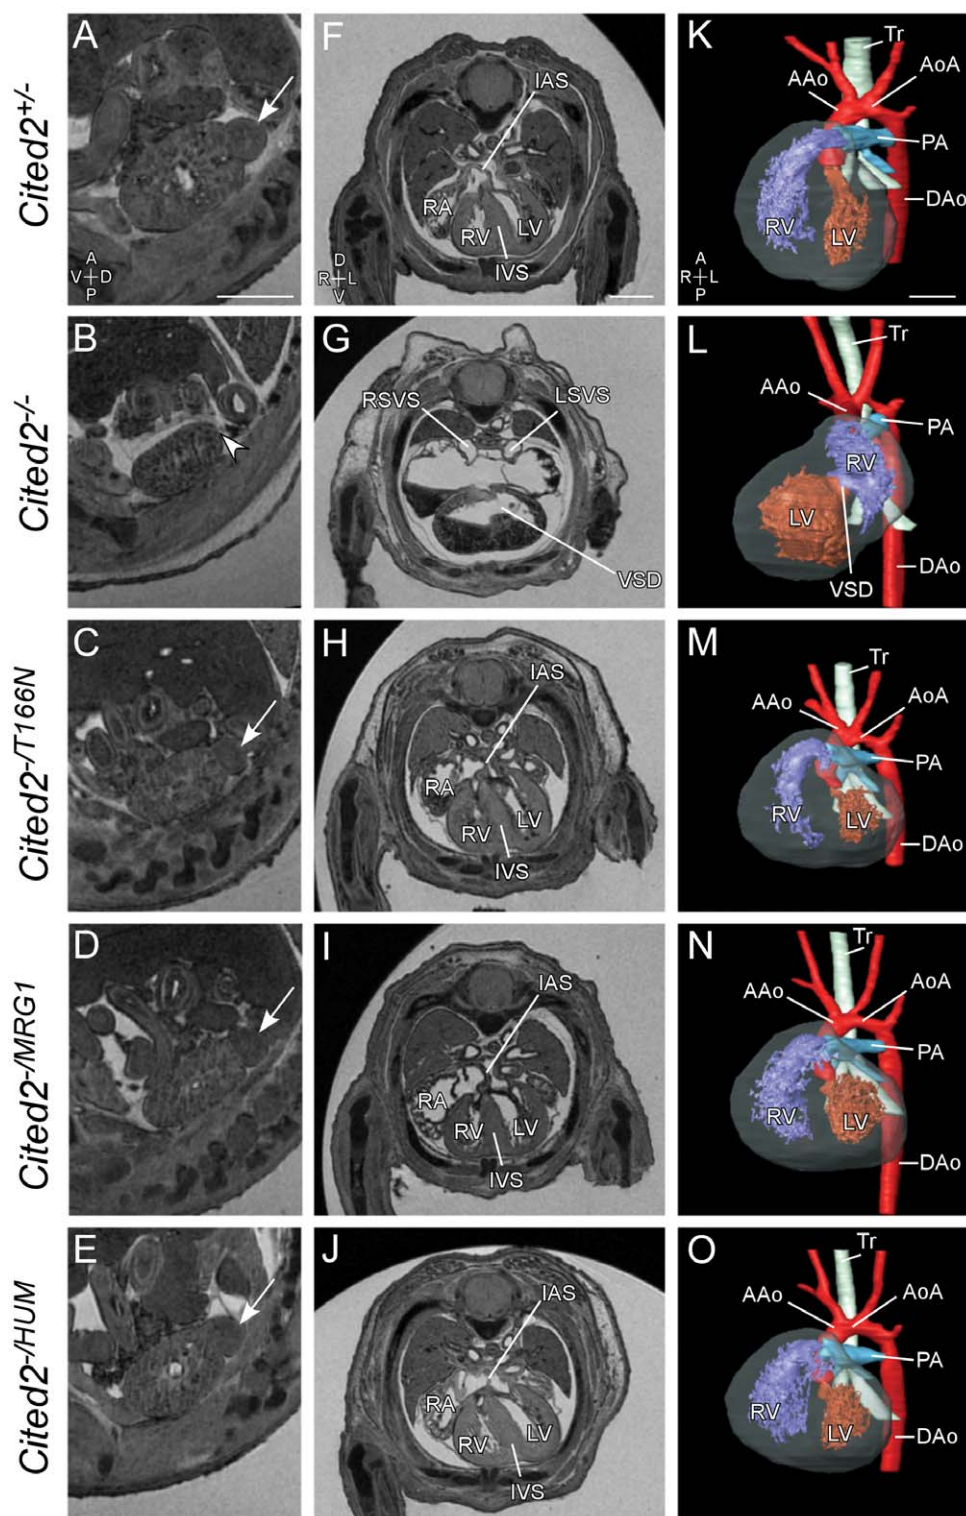 Cited2+/-
A
A
V D
P
F
IAS
RA
RV
LV
IVS
D
R L
V
K
Tr
AAo
AoA
PA
RV
LV
DAo
A
R L
P
Cited2-/-
B
G
RSVS
LSVS
VSD
L
Tr
AAo
PA
RV
LV
VSD
DAo
Cited2-/T166N
C
H
IAS
RA
RV
LV
IVS
M
Tr
AAo
AoA
PA
RV
LV
DAo
Cited2-/MRG1
D
I
IAS
RA
RV
LV
IVS
N
Tr
AAo
AoA
PA
RV
LV
DAo
Cited2-/HUM
E
J
IAS
RA
RV
LV
IVS
O
Tr
AAo
AoA
PA
RV
LV
DAo